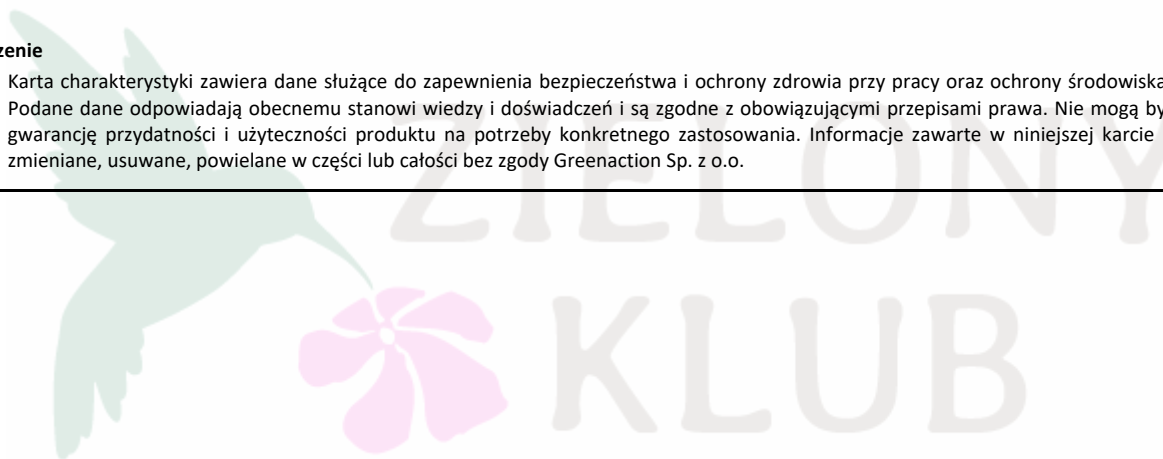 zenie
Karta charakterystyki zawiera dane służące do zapewnienia bezpieczeństwa i ochrony zdrowia przy pracy oraz ochrony środowiska
Podane dane odpowiadają obecnemu stanowi wiedzy i doświadczeń i są zgodne z obowiązującymi przepisami prawa. Nie mogą by
gwarancję przydatności i użyteczności produktu na potrzeby konkretnego zastosowania. Informacje zawarte w niniejszej karcie
zmieniane, usuwane, powielane w części lub całości bez zgody Greenaction Sp. z o.o.
ZIELONY
KLUB